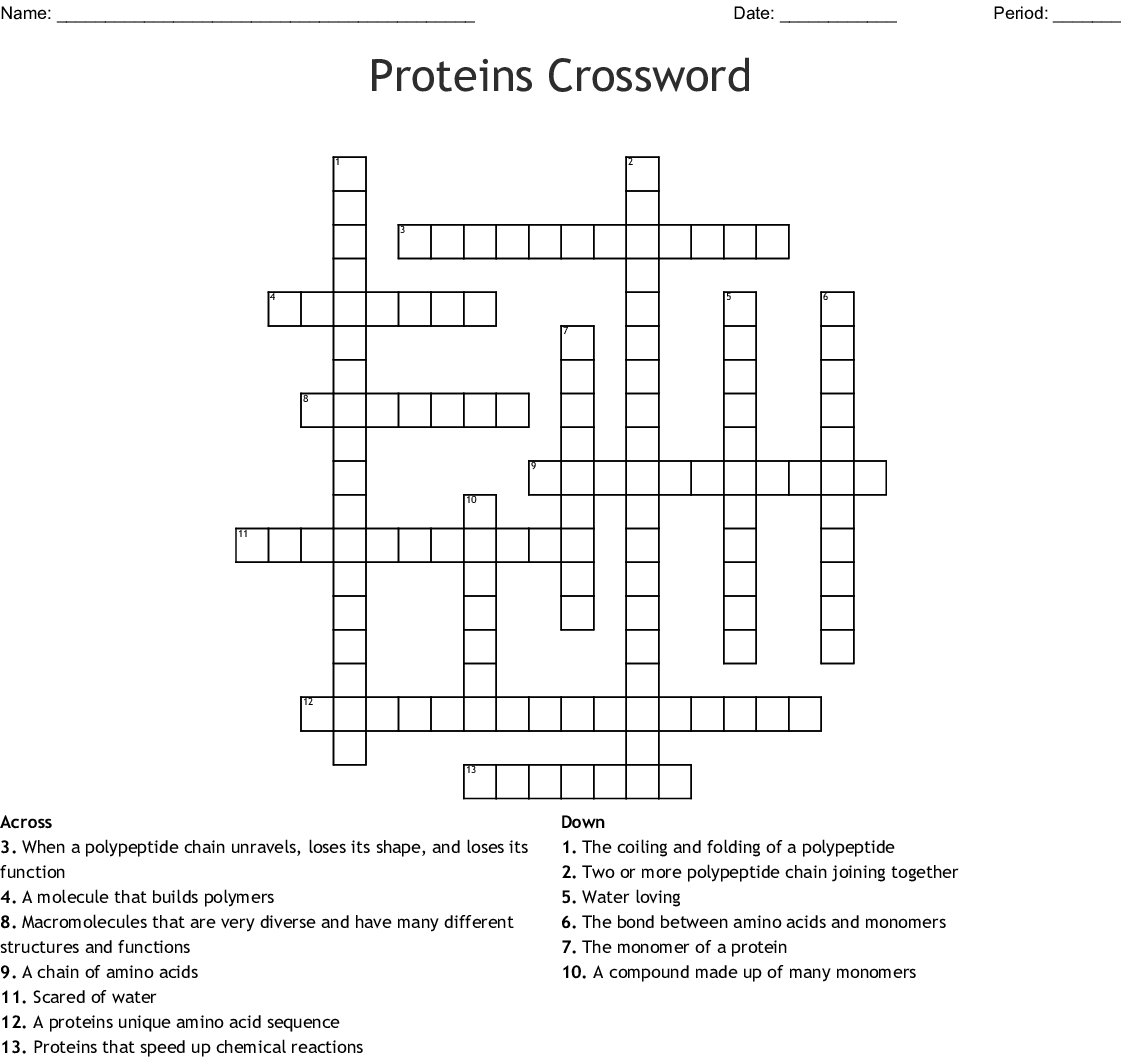 Name: ___________________________________________ Date: ____________ Period: _______
Proteins Crossword
1 2
3
4 5 6
7
8
9
10
11
12
13
Across
3. When a polypeptide chain unravels, loses its shape, and loses its
function
4. A molecule that builds polymers
8. Macromolecules that are very diverse and have many different
structures and functions
9. A chain of amino acids
11. Scared of water
12. A proteins unique amino acid sequence
13. Proteins that speed up chemical reactions
Down
1. The coiling and folding of a polypeptide
2. Two or more polypeptide chain joining together
5. Water loving
6. The bond between amino acids and monomers
7. The monomer of a protein
10. A compound made up of many monomers